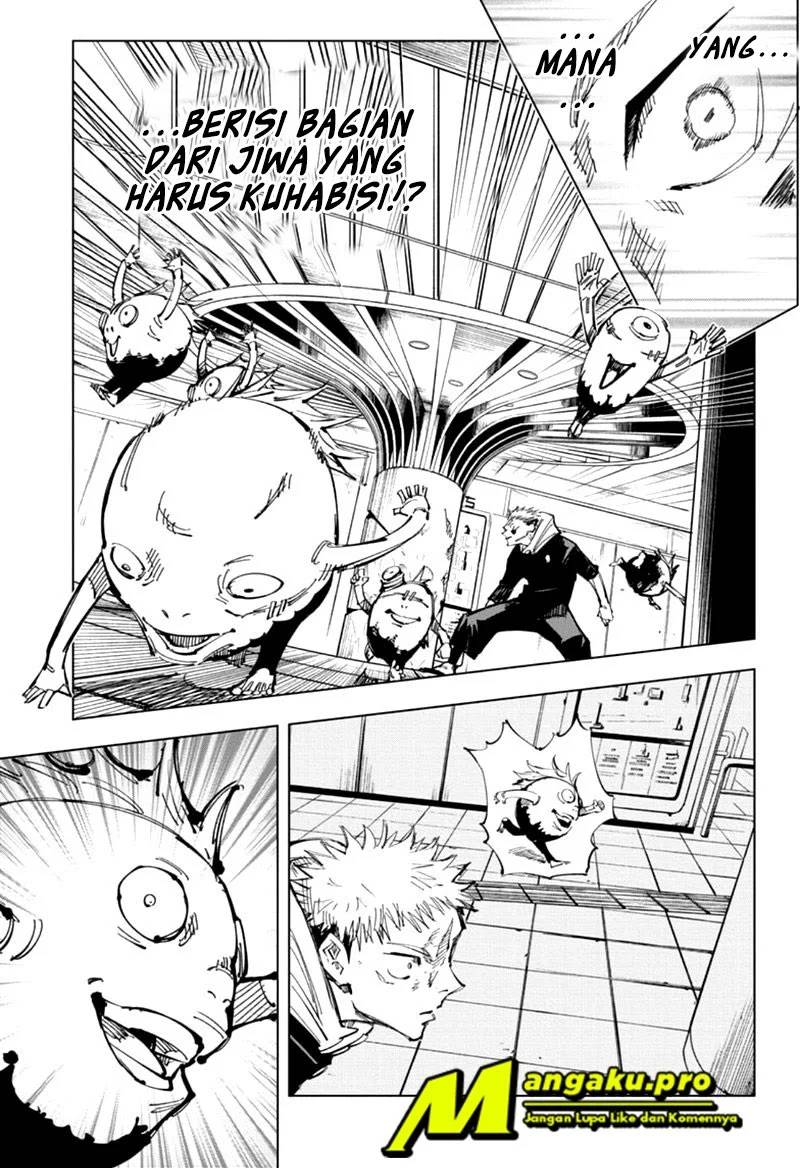 YANG...
...
MANA
...
...BERISI BAGIAN
DARI JIWA YANG
HARUS KUHABISI!?
Mangaku.pro
Jangan Lupa Like dan Komennya